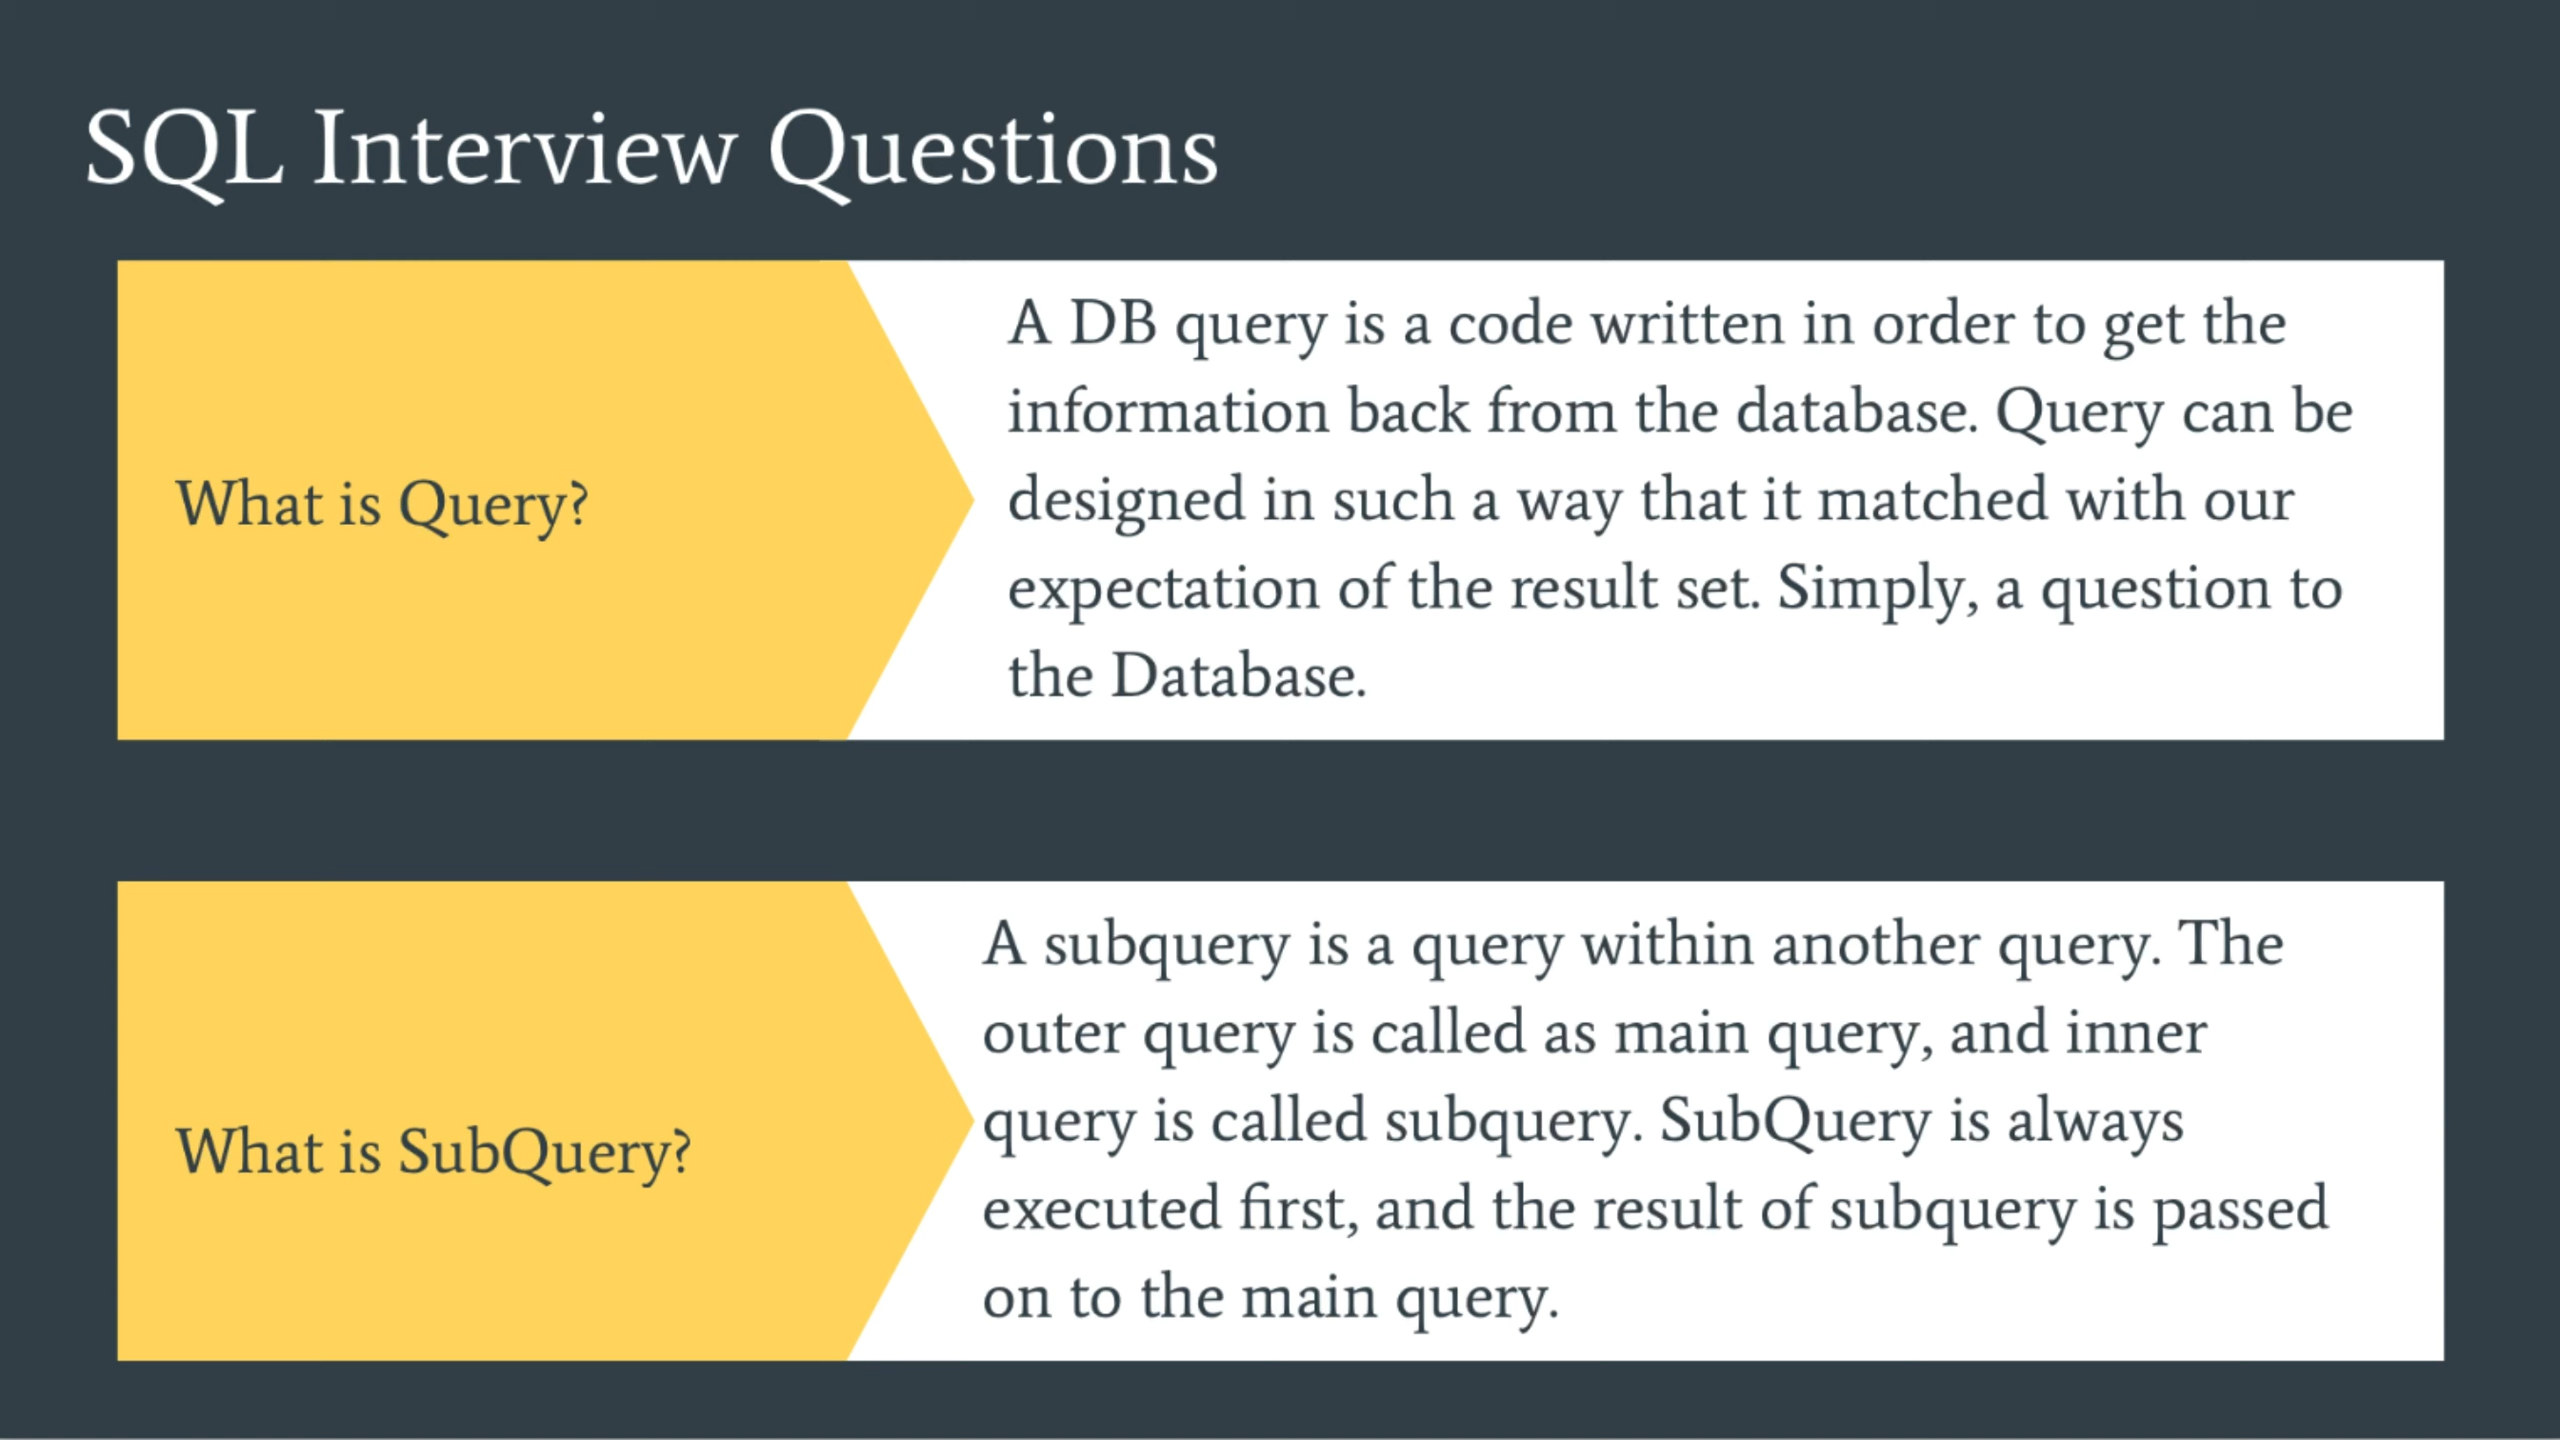 SQL Interview Questions
What is Query?
A DB query is a code written in order to get the
information back from the database. Query can be
designed in such a way that it matched with our
expectation of the result set. Simply, a question to
the Database.
What is SubQuery?
A subquery is a query within another query. The
outer query is called as main query, and inner
query is called subquery. SubQuery is always
executed first, and the result of subquery is passed
on to the main query.